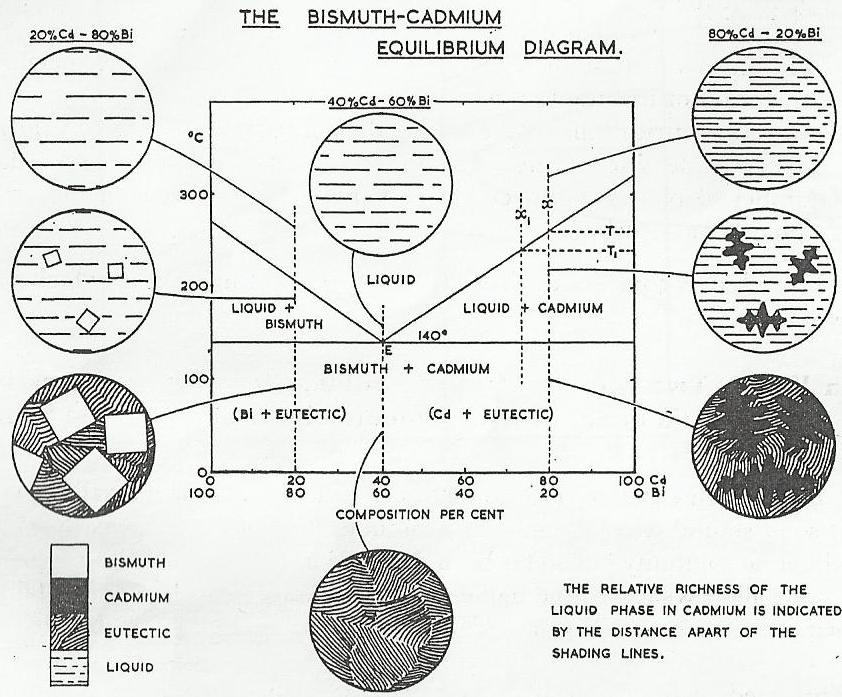 THE BISMUTH-CADMIUM
EQUILIBRIUM DIAGRAM.
20%Cd-80%Bi
80%Cd-20%Bi
40%Cd-60%Bi
°C
300
200
100
0
x₁
x
T
T₁
LIQUID
LIQUID +
BISMUTH
LIQUID + CADMIUM
140°
E
BISMUTH + CADMIUM
(Bi + EUTECTIC)
(Cd + EUTECTIC)
0 20 40 60 80 100 Cd
100 80 60 40 20 0 Bi
COMPOSITION PER CENT
BISMUTH
CADMIUM
EUTECTIC
LIQUID
THE RELATIVE RICHNESS OF THE
LIQUID PHASE IN CADMIUM IS INDICATED
BY THE DISTANCE APART OF THE
SHADING LINES.